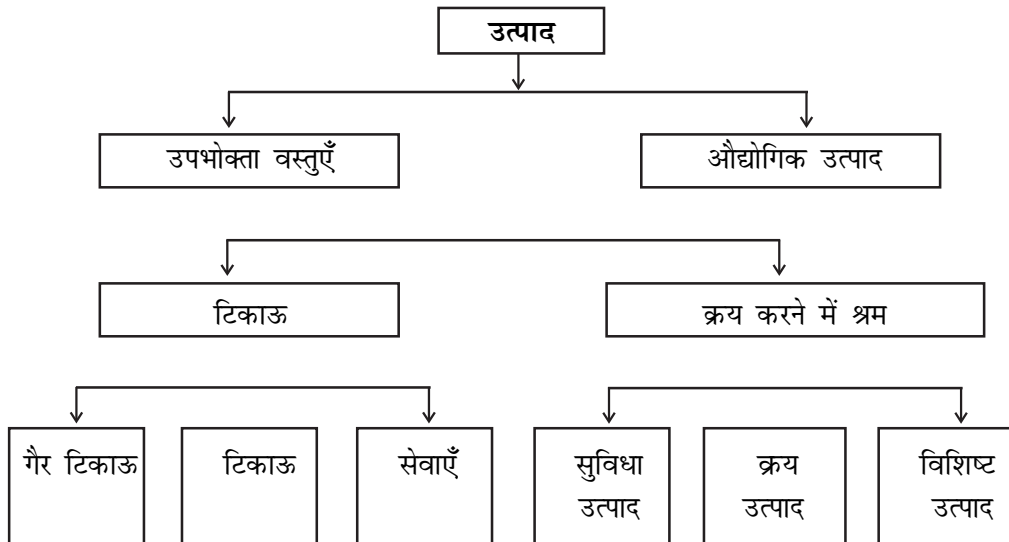 उत्पाद
उपभोक्ता वस्तुएँ
औद्योगिक उत्पाद
टिकाऊ
क्रय करने में श्रम
गैर टिकाऊ
टिकाऊ
सेवाएँ
सुविधा
उत्पाद
क्रय
उत्पाद
विशिष्ट
उत्पाद